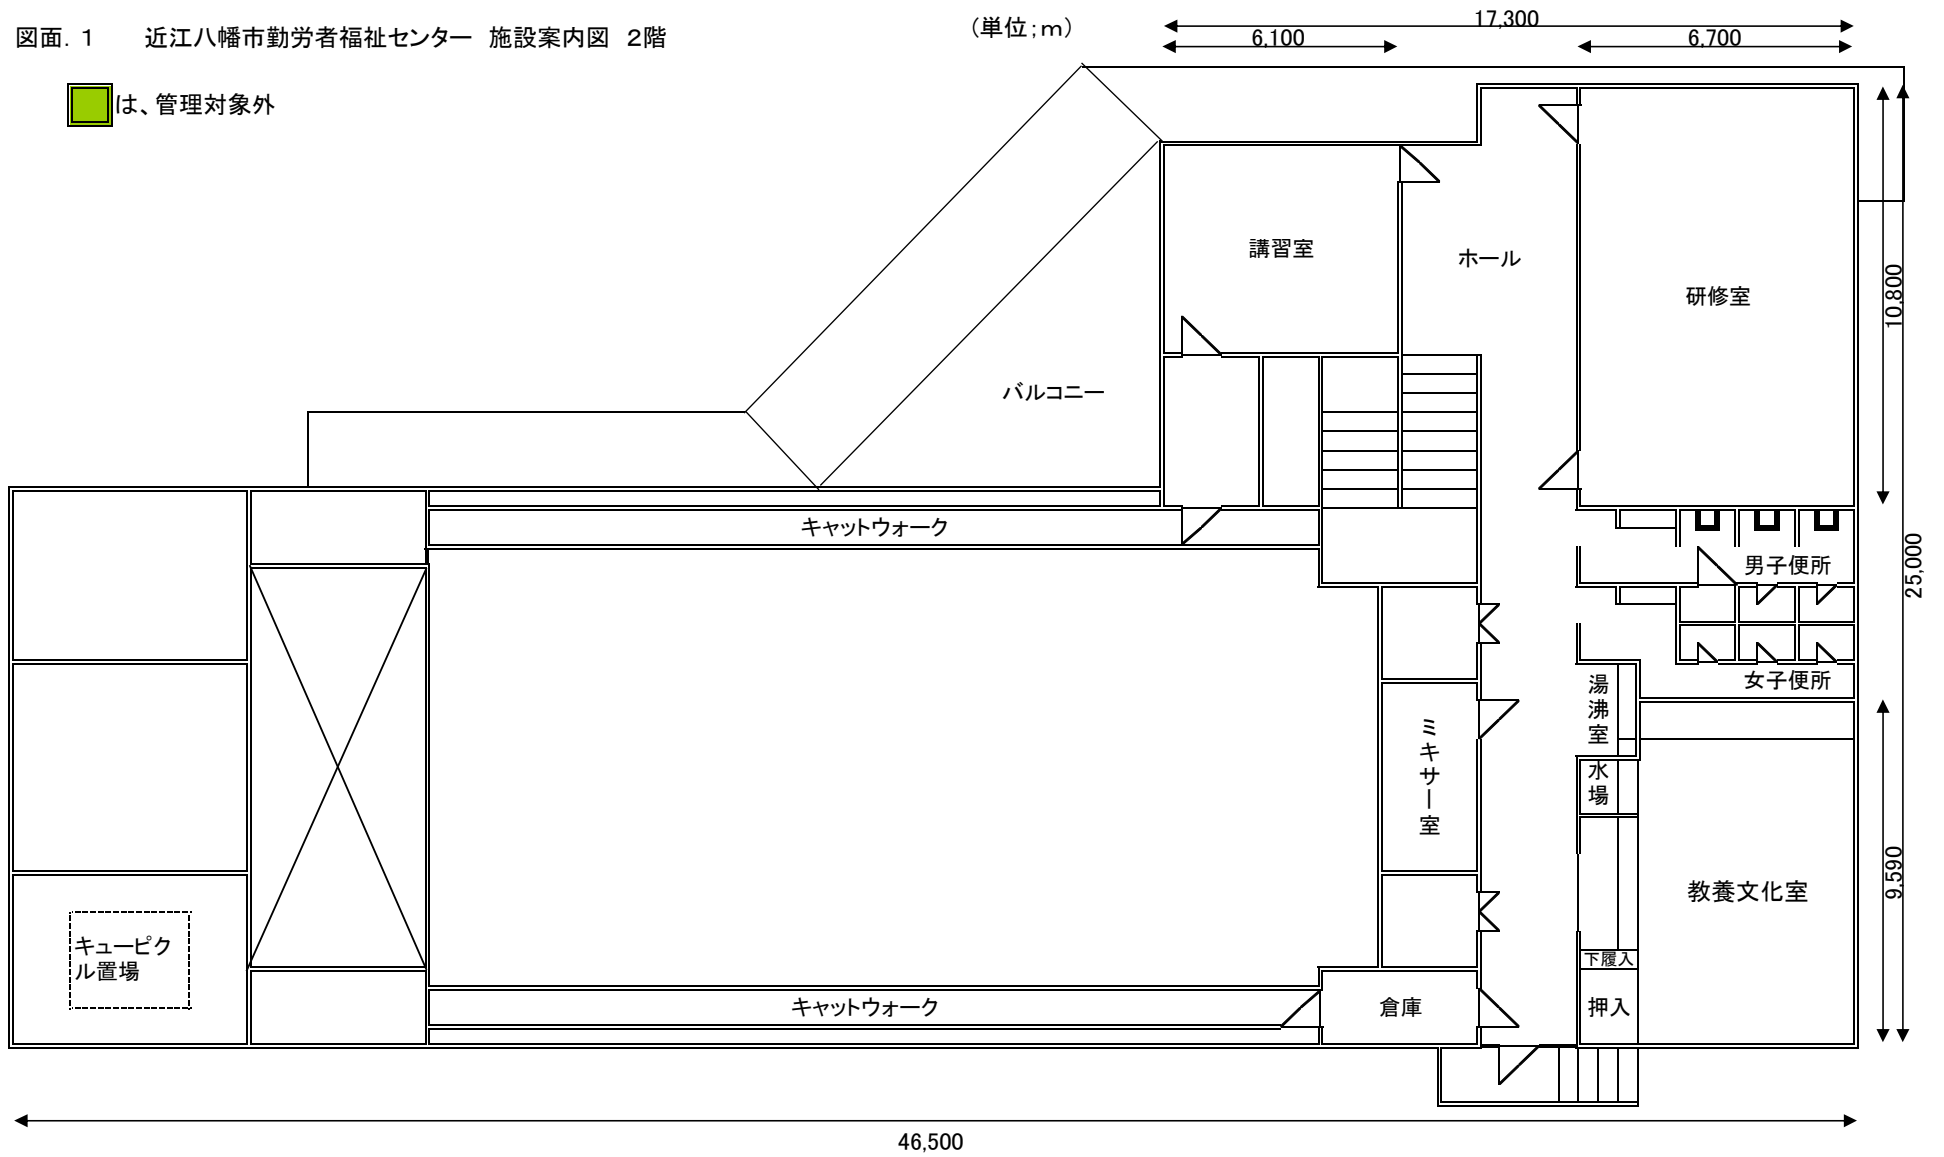 図面.1 近江八幡市勤労者福祉センター 施設案内図 2階
(単位;m)
17,300
6,100
6,700
は、管理対象外
講習室
ホール
研修室
10,800
バルコニー
キャットウォーク
男子便所
25,000
女子便所
湯沸室
ミキサー室
水場
教養文化室
9,590
キュービク
ル置場
下履入
キャットウォーク
倉庫
押入
46,500